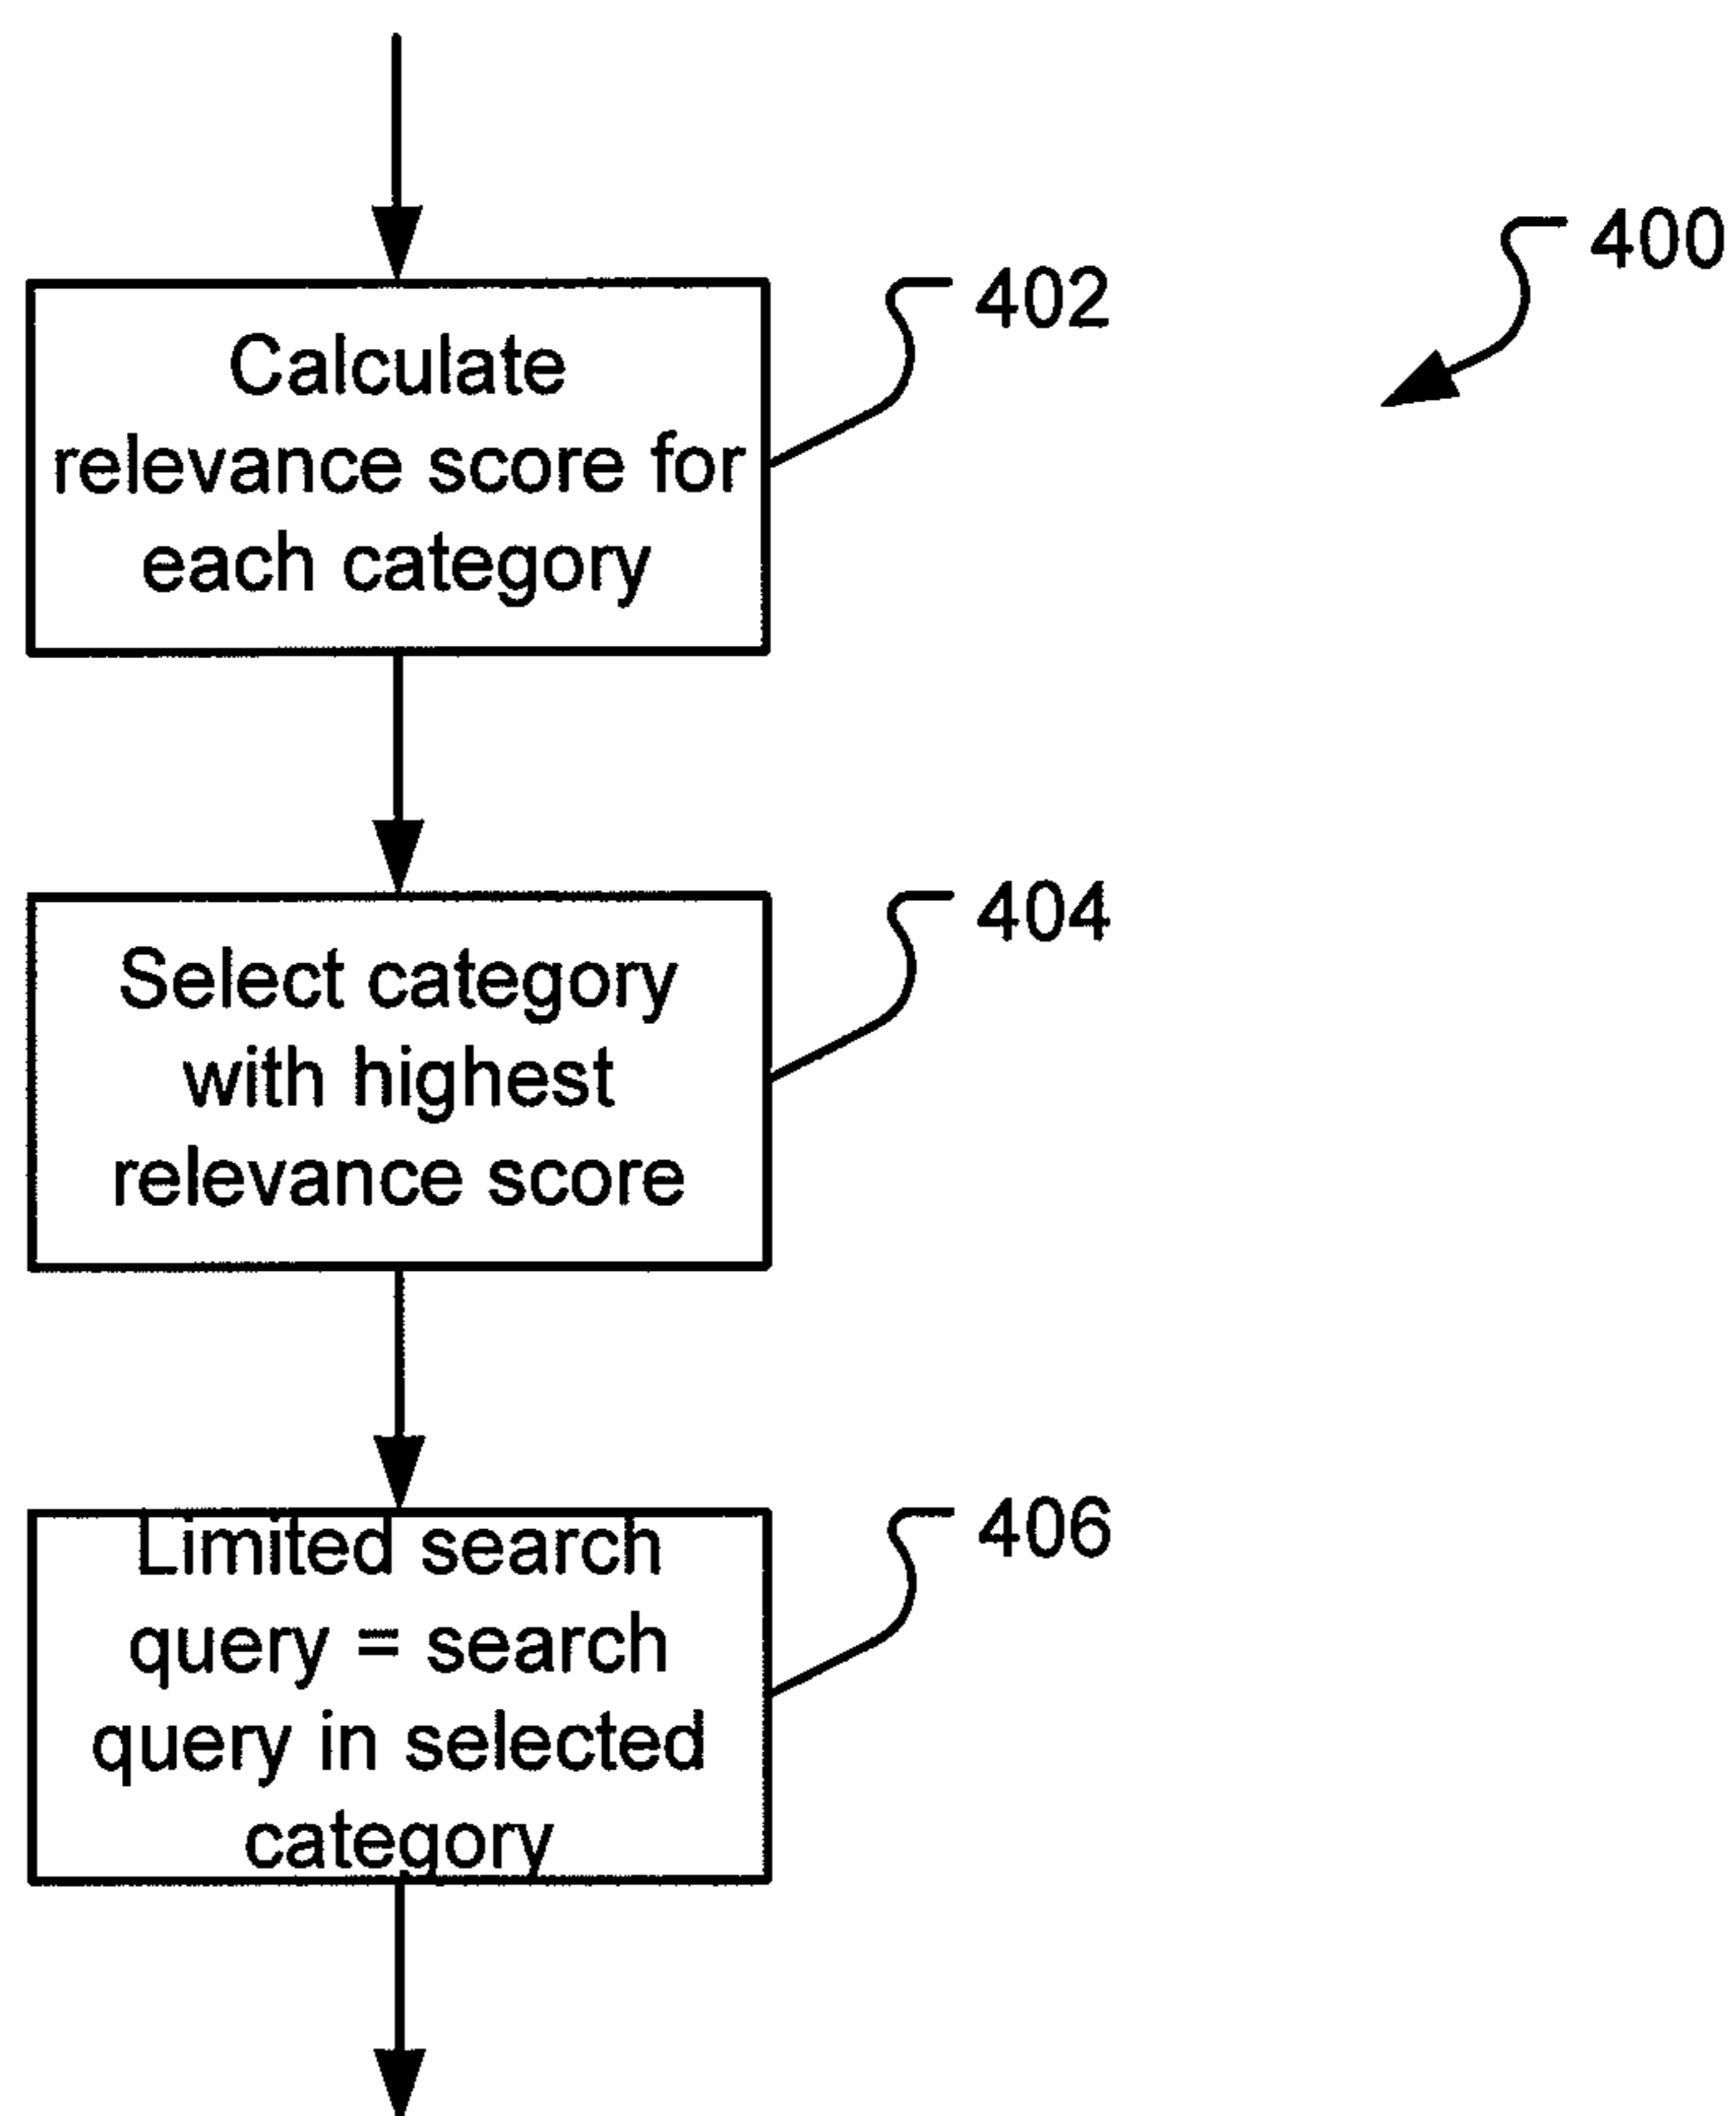 400
402
Calculate
relevance score for
each category
404
Select category
with highest
relevance score
406
Limited search
query = search
query in selected
category